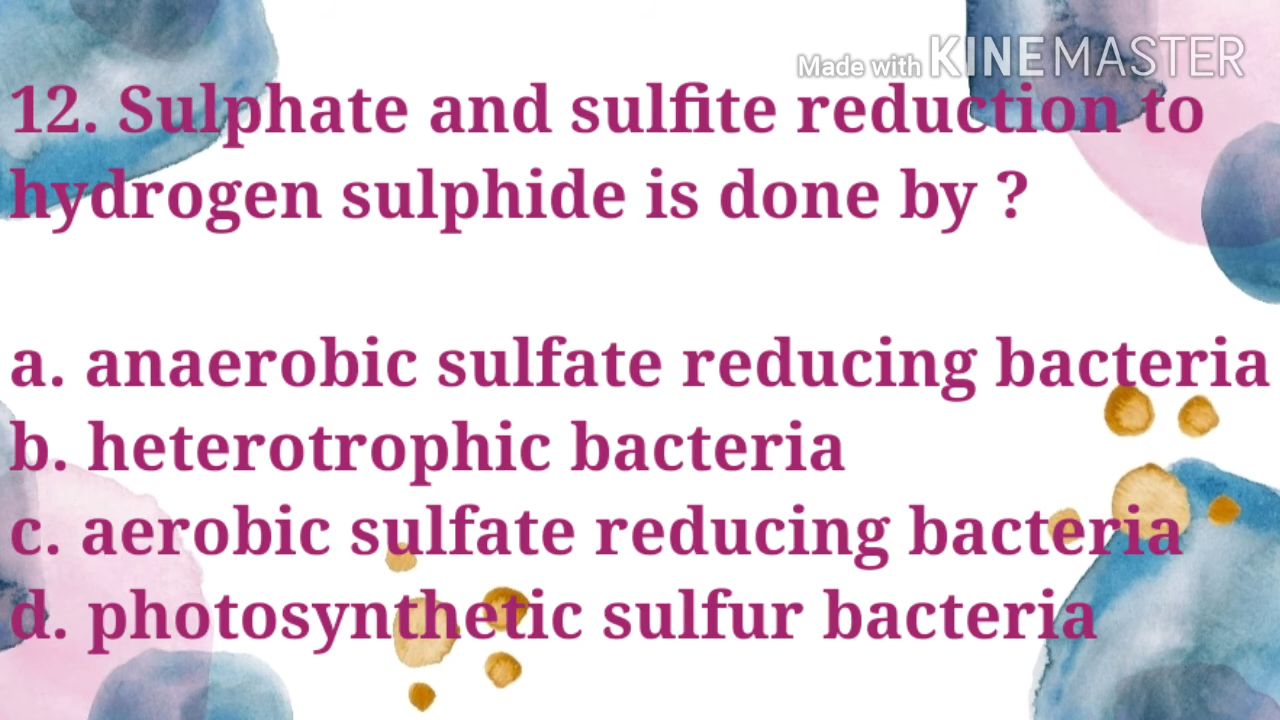 Made with KINEMASTER
12. Sulphate and sulfite reduction to
hydrogen sulphide is done by ?
a. anaerobic sulfate reducing bacteria
b. heterotrophic bacteria
c. aerobic sulfate reducing bacteria
d. photosynthetic sulfur bacteria